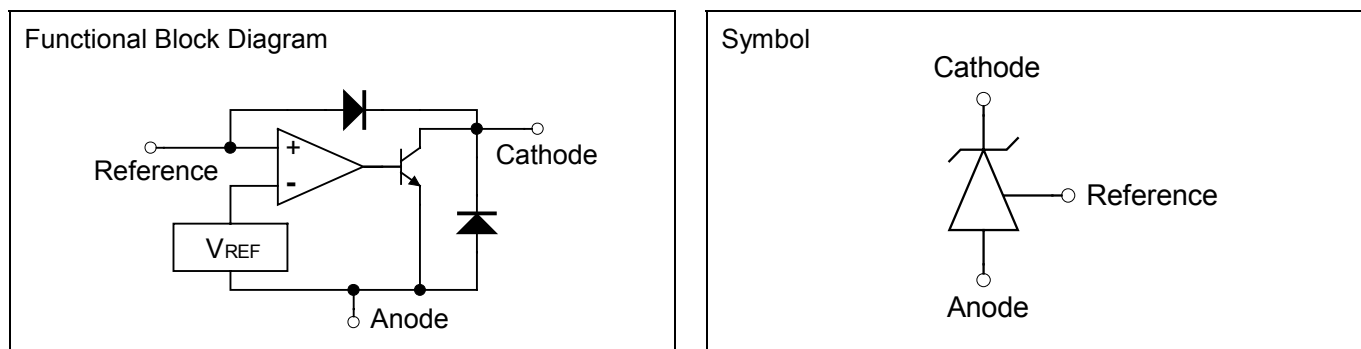 Functional Block Diagram
Reference
+
-
VREF
Cathode
Anode
Symbol
Cathode
Reference
Anode